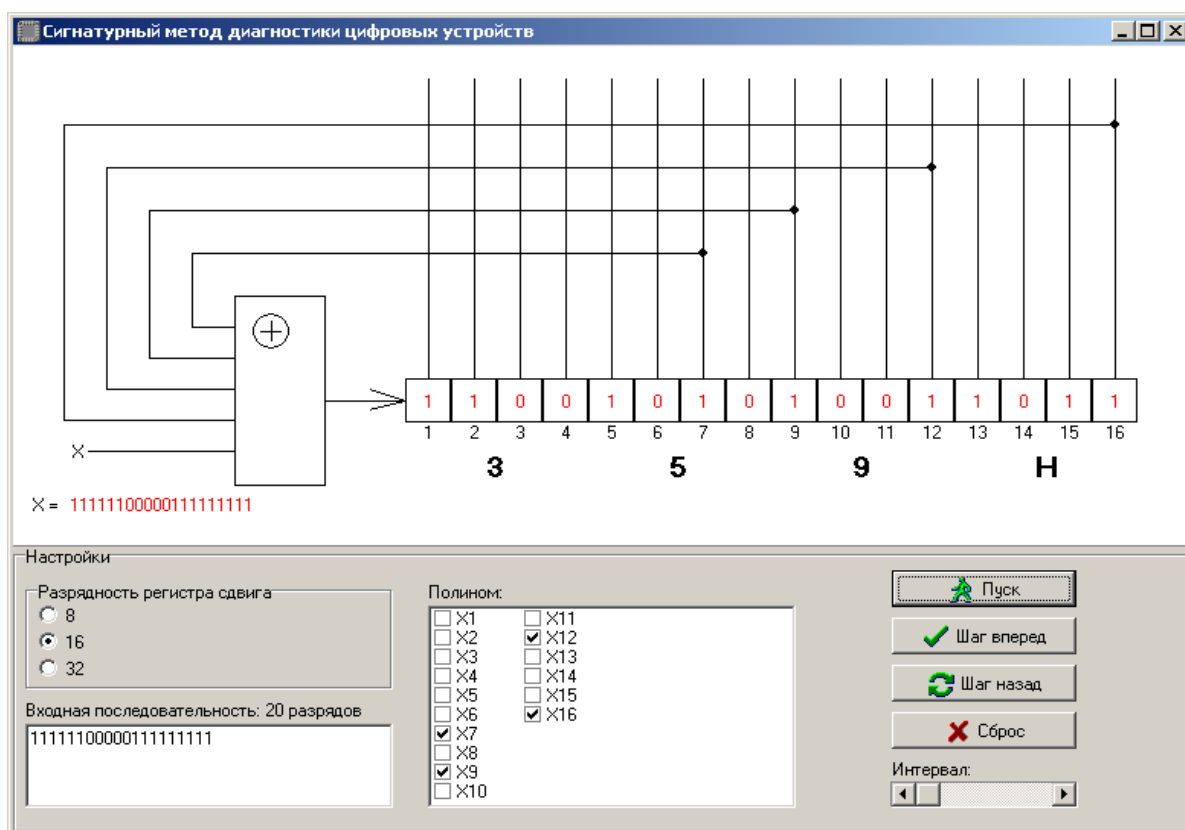 Сигнатурный метод диагностики цифровых устройств
1 1 0 0 1 0 1 0 1 0 0 1 1 0 1 1
1 2 3 4 5 6 7 8 9 10 11 12 13 14 15 16
X
3 5 9 H
X = 11111100000111111111
Настройки
Разрядность регистра сдвига
8
16
32
Входная последовательность: 20 разрядов
11111100000111111111
Полином:
X1 X11
X2 X12
X3 X13
X4 X14
X5 X15
X6 X16
X7
X8
X9
X10
Пуск
Шаг вперед
Шаг назад
Сброс
Интервал: